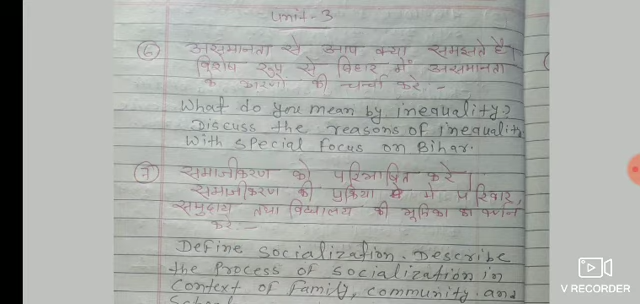 Unit-3
⑥ असमानता से आप क्या समझते है।
विशेष रूप से बिहार में असमानता
के कारणों की चर्चा करे -
What do you mean by inequality?
Discuss the reasons of inequality
With special focus on Bihar.
⑦ समाजीकरण को परिभाषित करे।
समाजीकरण की प्रक्रिया में परिवार,
समुदाय तथा विद्यालय की भूमिका का वर्णन
करे -
Define Socialization. Describe
the process of socialization in
Context of Family, Community and
School
V RECORDER